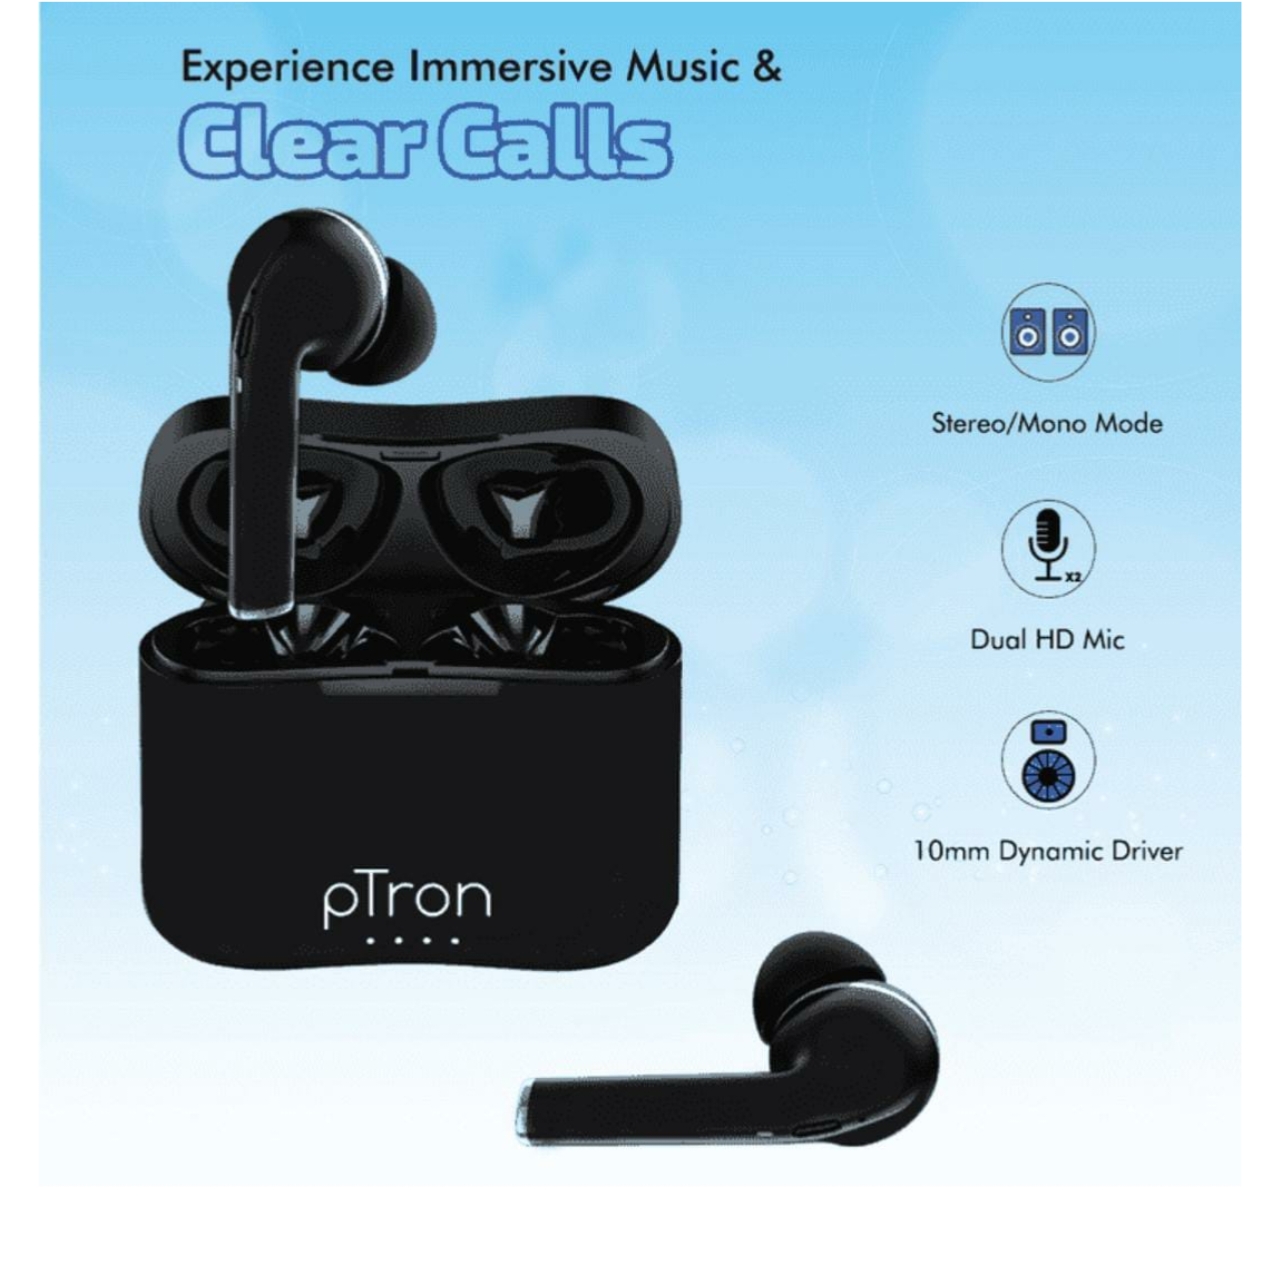 Experience Immersive Music &
Clear Calls
Stereo/Mono Mode
x2
Dual HD Mic
10mm Dynamic Driver
pTron